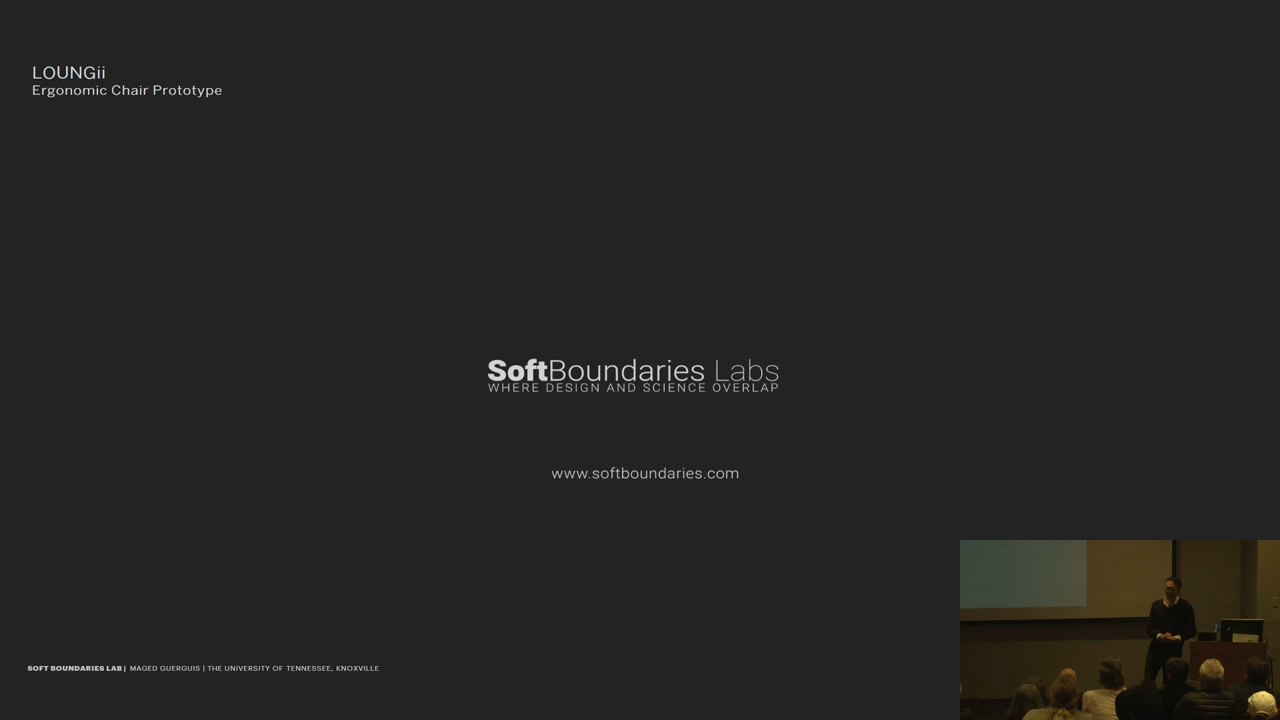 LOUNGii
Ergonomic Chair Prototype
SoftBoundaries Labs
WHERE DESIGN AND SCIENCE OVERLAP
www.softboundaries.com
SOFT BOUNDARIES LAB | MAGED GUERGUIS | THE UNIVERSITY OF TENNESSEE, KNOXVILLE